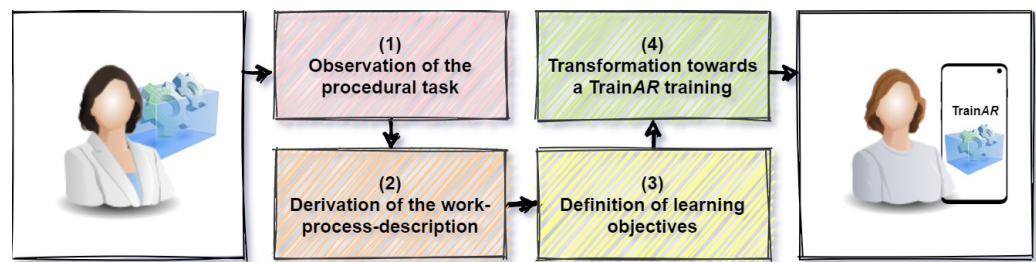 (1)
Observation of the
procedural task
(2)
Derivation of the work-
process-description
(3)
Definition of learning
objectives
(4)
Transformation towards
a TrainAR training
TrainAR